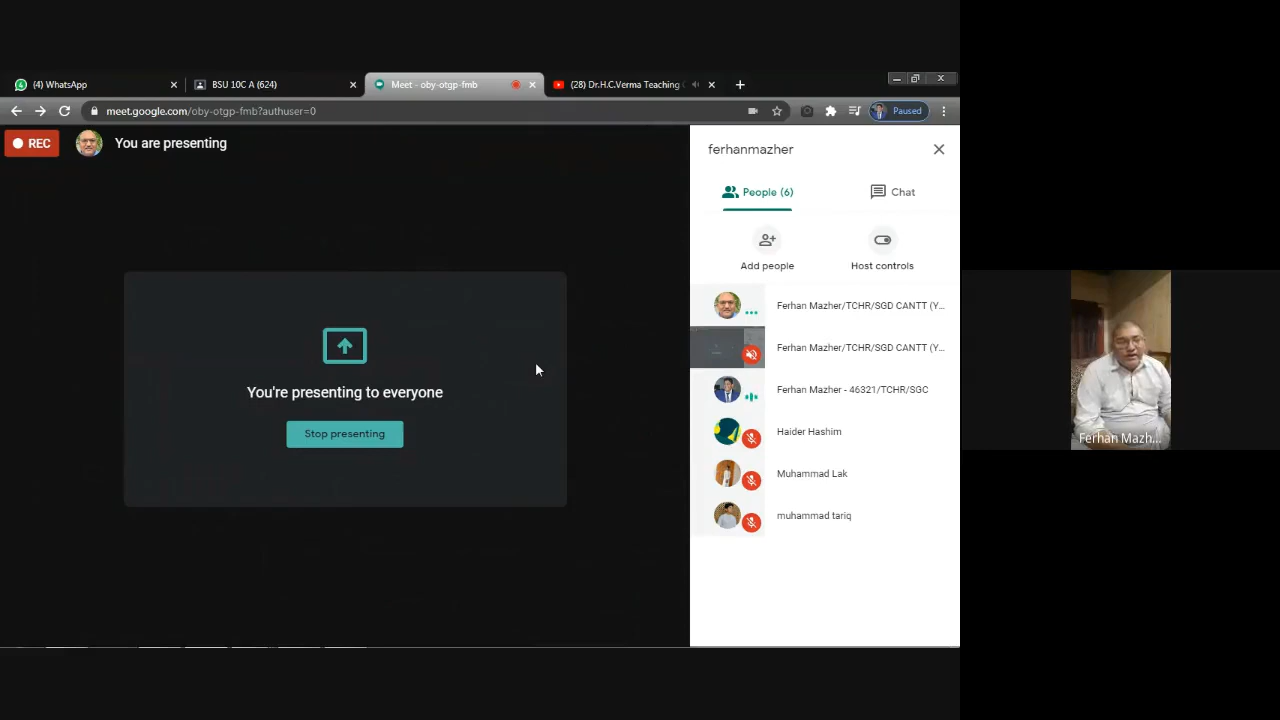 (4) WhatsApp
BSU 10C A (624)
Meet – oby-otgp-fmb
(28) Dr.H.C.Verma Teaching
meet.google.com/oby-otgp-fmb?authuser=0
Paused
REC
You are presenting
ferhanmazher
People (6)
Chat
Add people
Host controls
Ferhan Mazher/TCHR/SGD CANTT (Y...
Ferhan Mazher/TCHR/SGD CANTT (Y...
Ferhan Mazher - 46321/TCHR/SGC
Haider Hashim
Muhammad Lak
muhammad tariq
You're presenting to everyone
Stop presenting
Ferhan Mazh...